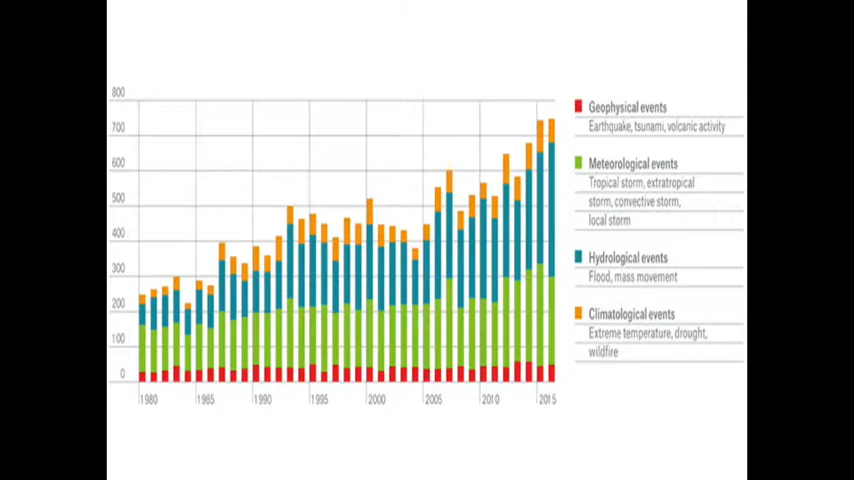 800
700
600
500
400
300
200
100
0
1980
1985
1990
1995
2000
2005
2010
2015
Geophysical events
Earthquake, tsunami, volcanic activity
Meteorological events
Tropical storm, extratropical
storm, convective storm,
local storm
Hydrological events
Flood, mass movement
Climatological events
Extreme temperature, drought,
wildfire